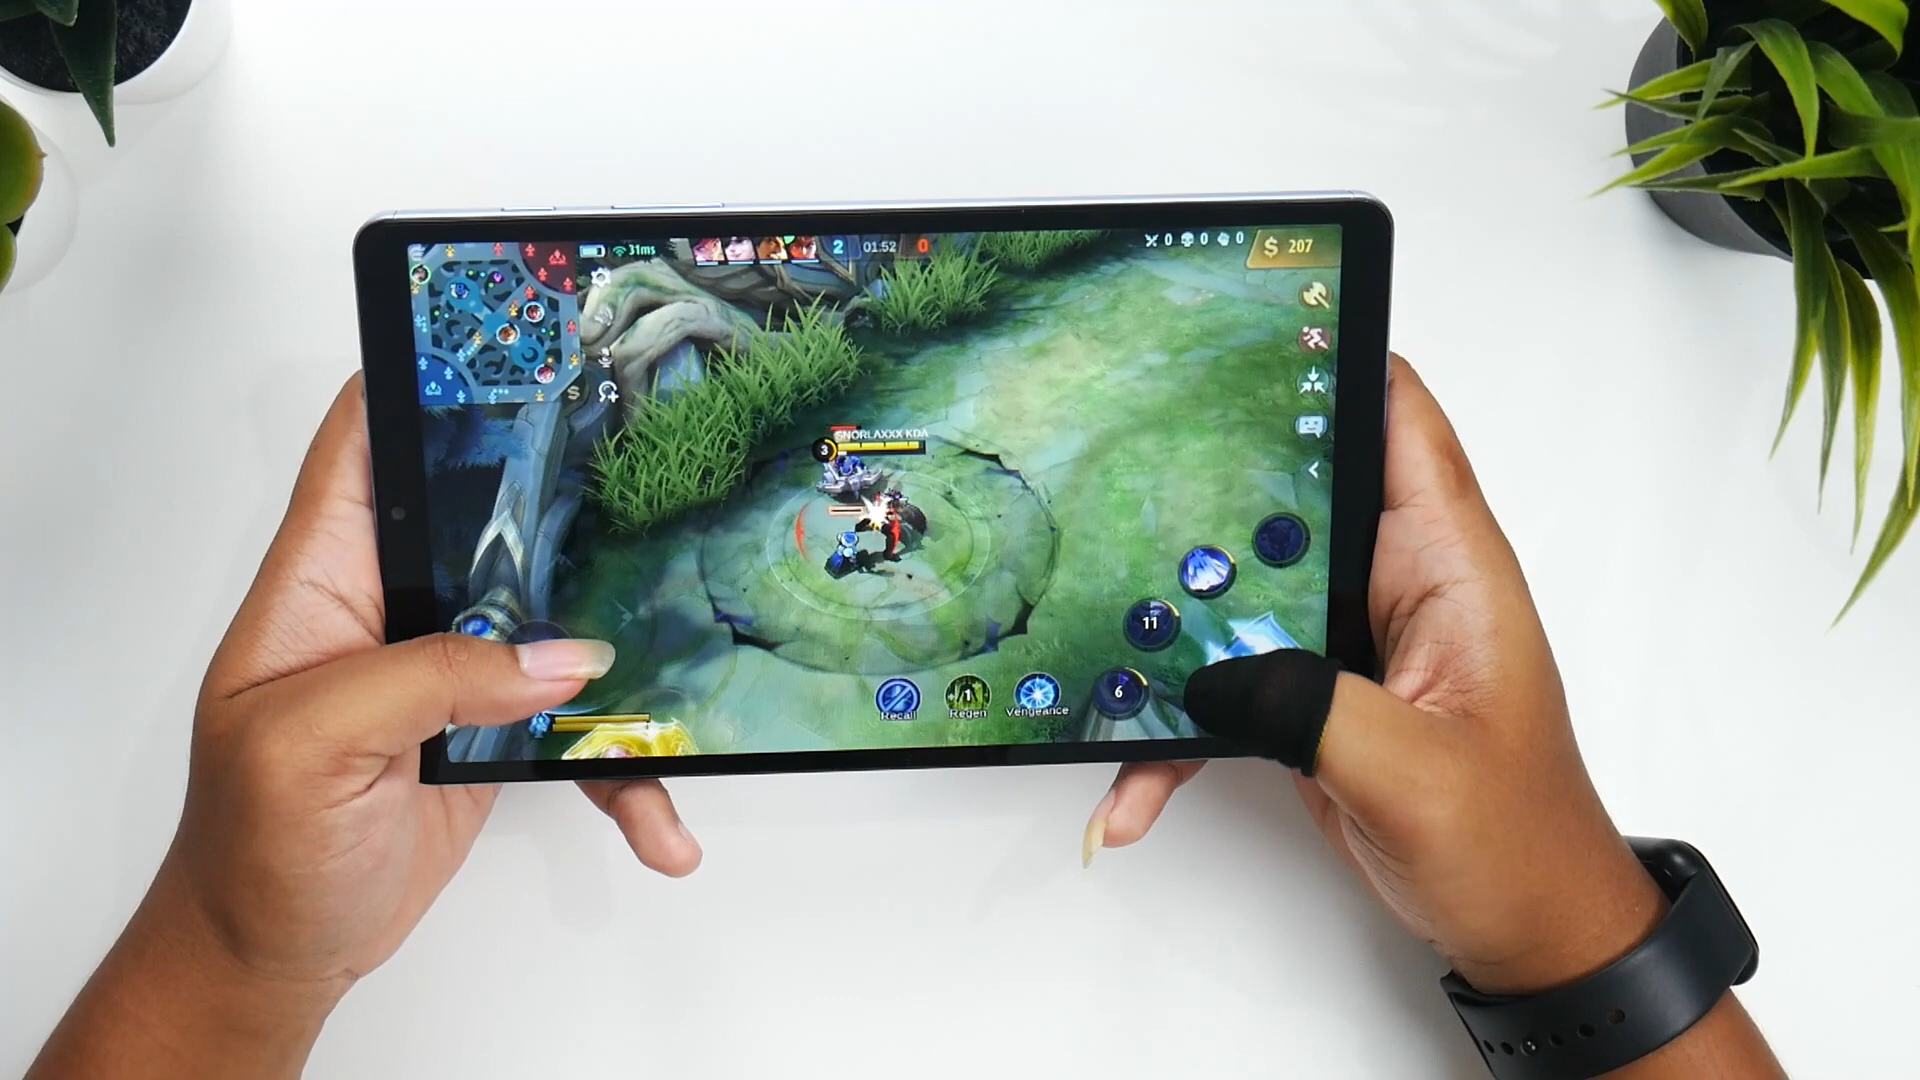 31ms
2 01:52 0
0 0 0
$ 207
SNORLAXXX KDA
3
11
6
1
Recall Regen Vengeance